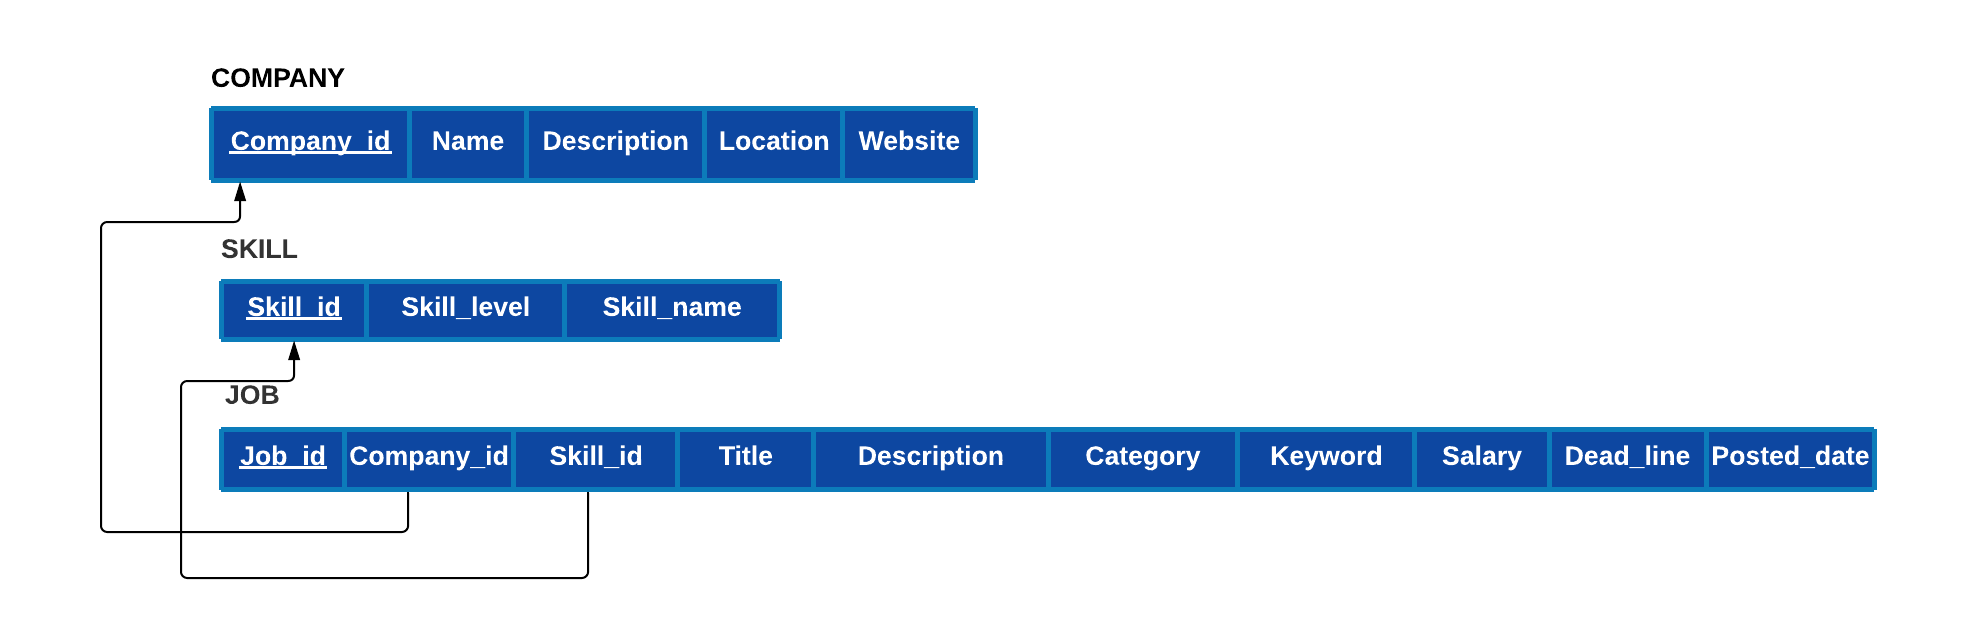 COMPANY
Company_id Name Description Location Website
SKILL
Skill_id Skill_level Skill_name
JOB
Job_id Company_id Skill_id Title Description Category Keyword Salary Dead_line Posted_date